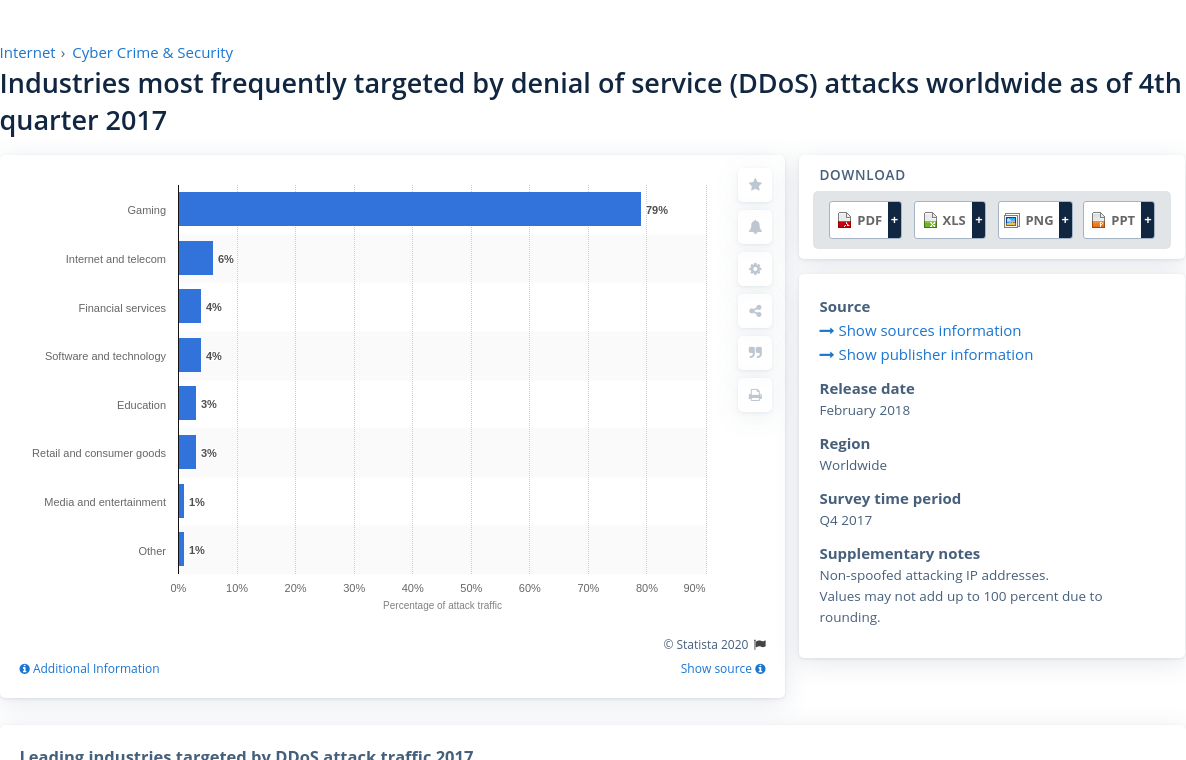 Internet › Cyber Crime & Security
Industries most frequently targeted by denial of service (DDoS) attacks worldwide as of 4th
quarter 2017
Gaming
79%
Internet and telecom
6%
Financial services
4%
Software and technology
4%
Education
3%
Retail and consumer goods
3%
Media and entertainment
1%
Other
1%
0% 10% 20% 30% 40% 50% 60% 70% 80% 90%
Percentage of attack traffic
© Statista 2020
Additional Information
Show source
DOWNLOAD
PDF + XLS + PNG + PPT +
Source
Show sources information
Show publisher information
Release date
February 2018
Region
Worldwide
Survey time period
Q4 2017
Supplementary notes
Non-spoofed attacking IP addresses.
Values may not add up to 100 percent due to
rounding.
Leading industries targeted by DDoS attack traffic 2017